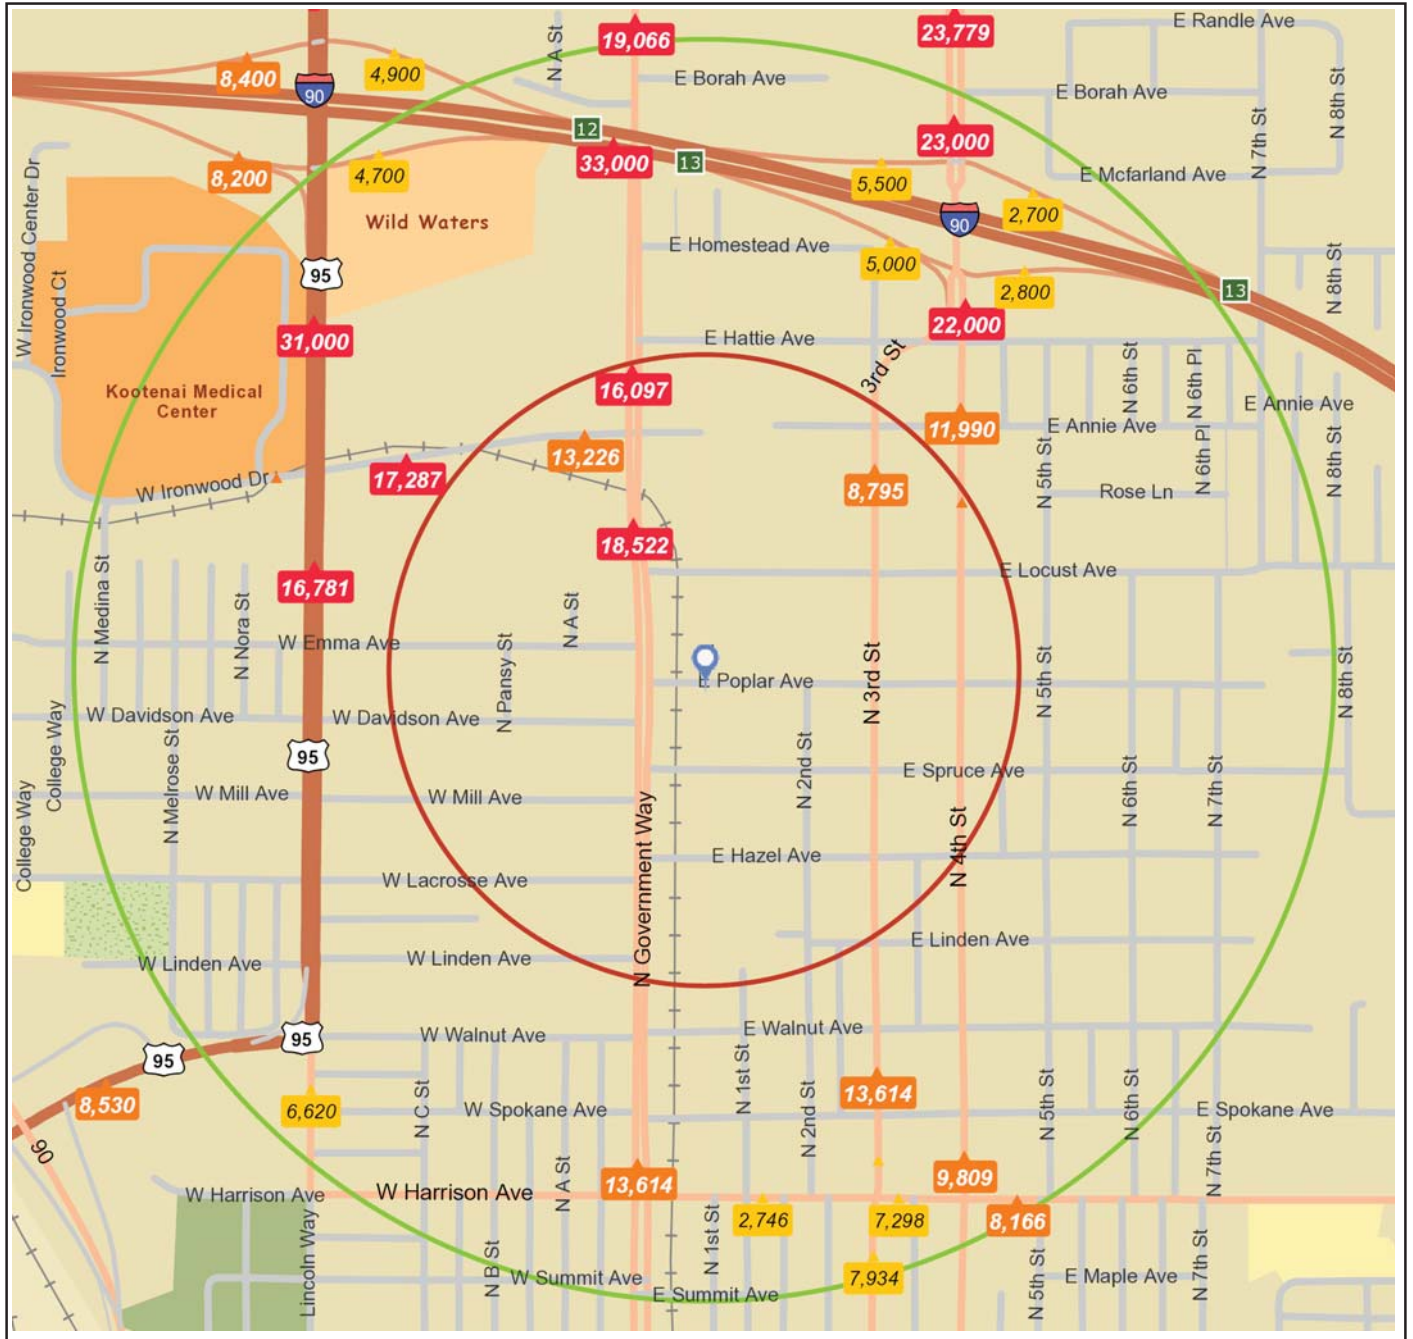 E Randle Ave
19,066
23,779
N A St
8,400
4,900
E Borah Ave
E Borah Ave
N 8th St
90
12
23,000
N 7th St
33,000
13
8,200
4,700
5,500
E Mcfarland Ave
W Ironwood Center Dr
Wild Waters
90
2,700
E Homestead Ave
5,000
95
2,800
13
N 8th St
Ironwood Ct
31,000
E Hattie Ave
22,000
3rd St
Kootenai Medical
Center
16,097
N 6th St
N 6th Pl
E Annie Ave
11,990
E Annie Ave
13,226
N 5th St
N 6th Pl
N 8th St
17,287
W Ironwood Dr
8,795
Rose Ln
18,522
E Locust Ave
16,781
N Medina St
N Nora St
N A St
W Emma Ave
N Pansy St
N 3rd St
N 5th St
N 8th St
E Poplar Ave
W Davidson Ave
W Davidson Ave
College Way
95
N Melrose St
N 2nd St
E Spruce Ave
N 6th St
N 7th St
W Mill Ave
W Mill Ave
College Way
N Government Way
N 4th St
E Hazel Ave
W Lacrosse Ave
E Linden Ave
W Linden Ave
W Linden Ave
95
W Walnut Ave
E Walnut Ave
95
8,530
6,620
N C St
W Spokane Ave
N 1st St
N 2nd St
13,614
N 5th St
N 6th St
E Spokane Ave
90
N A St
13,614
9,809
N 7th St
W Harrison Ave
W Harrison Ave
2,746
7,298
8,166
Lincoln Way
N B St
N 1st St
W Summit Ave
7,934
N 5th St
E Maple Ave
N 7th St
E Summit Ave